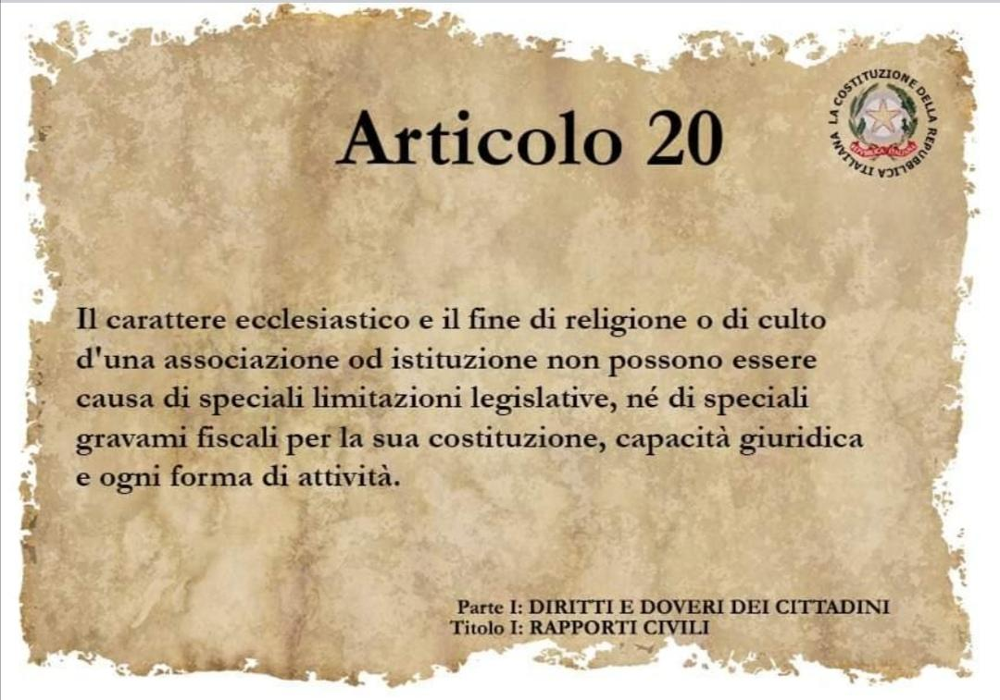 Articolo 20
LA COSTITUZIONE DELLA REPUBBLICA ITALIANA
Il carattere ecclesiastico e il fine di religione o di culto
d'una associazione od istituzione non possono essere
causa di speciali limitazioni legislative, né di speciali
gravami fiscali per la sua costituzione, capacità giuridica
e ogni forma di attività.
Parte I: DIRITTI E DOVERI DEI CITTADINI
Titolo I: RAPPORTI CIVILI